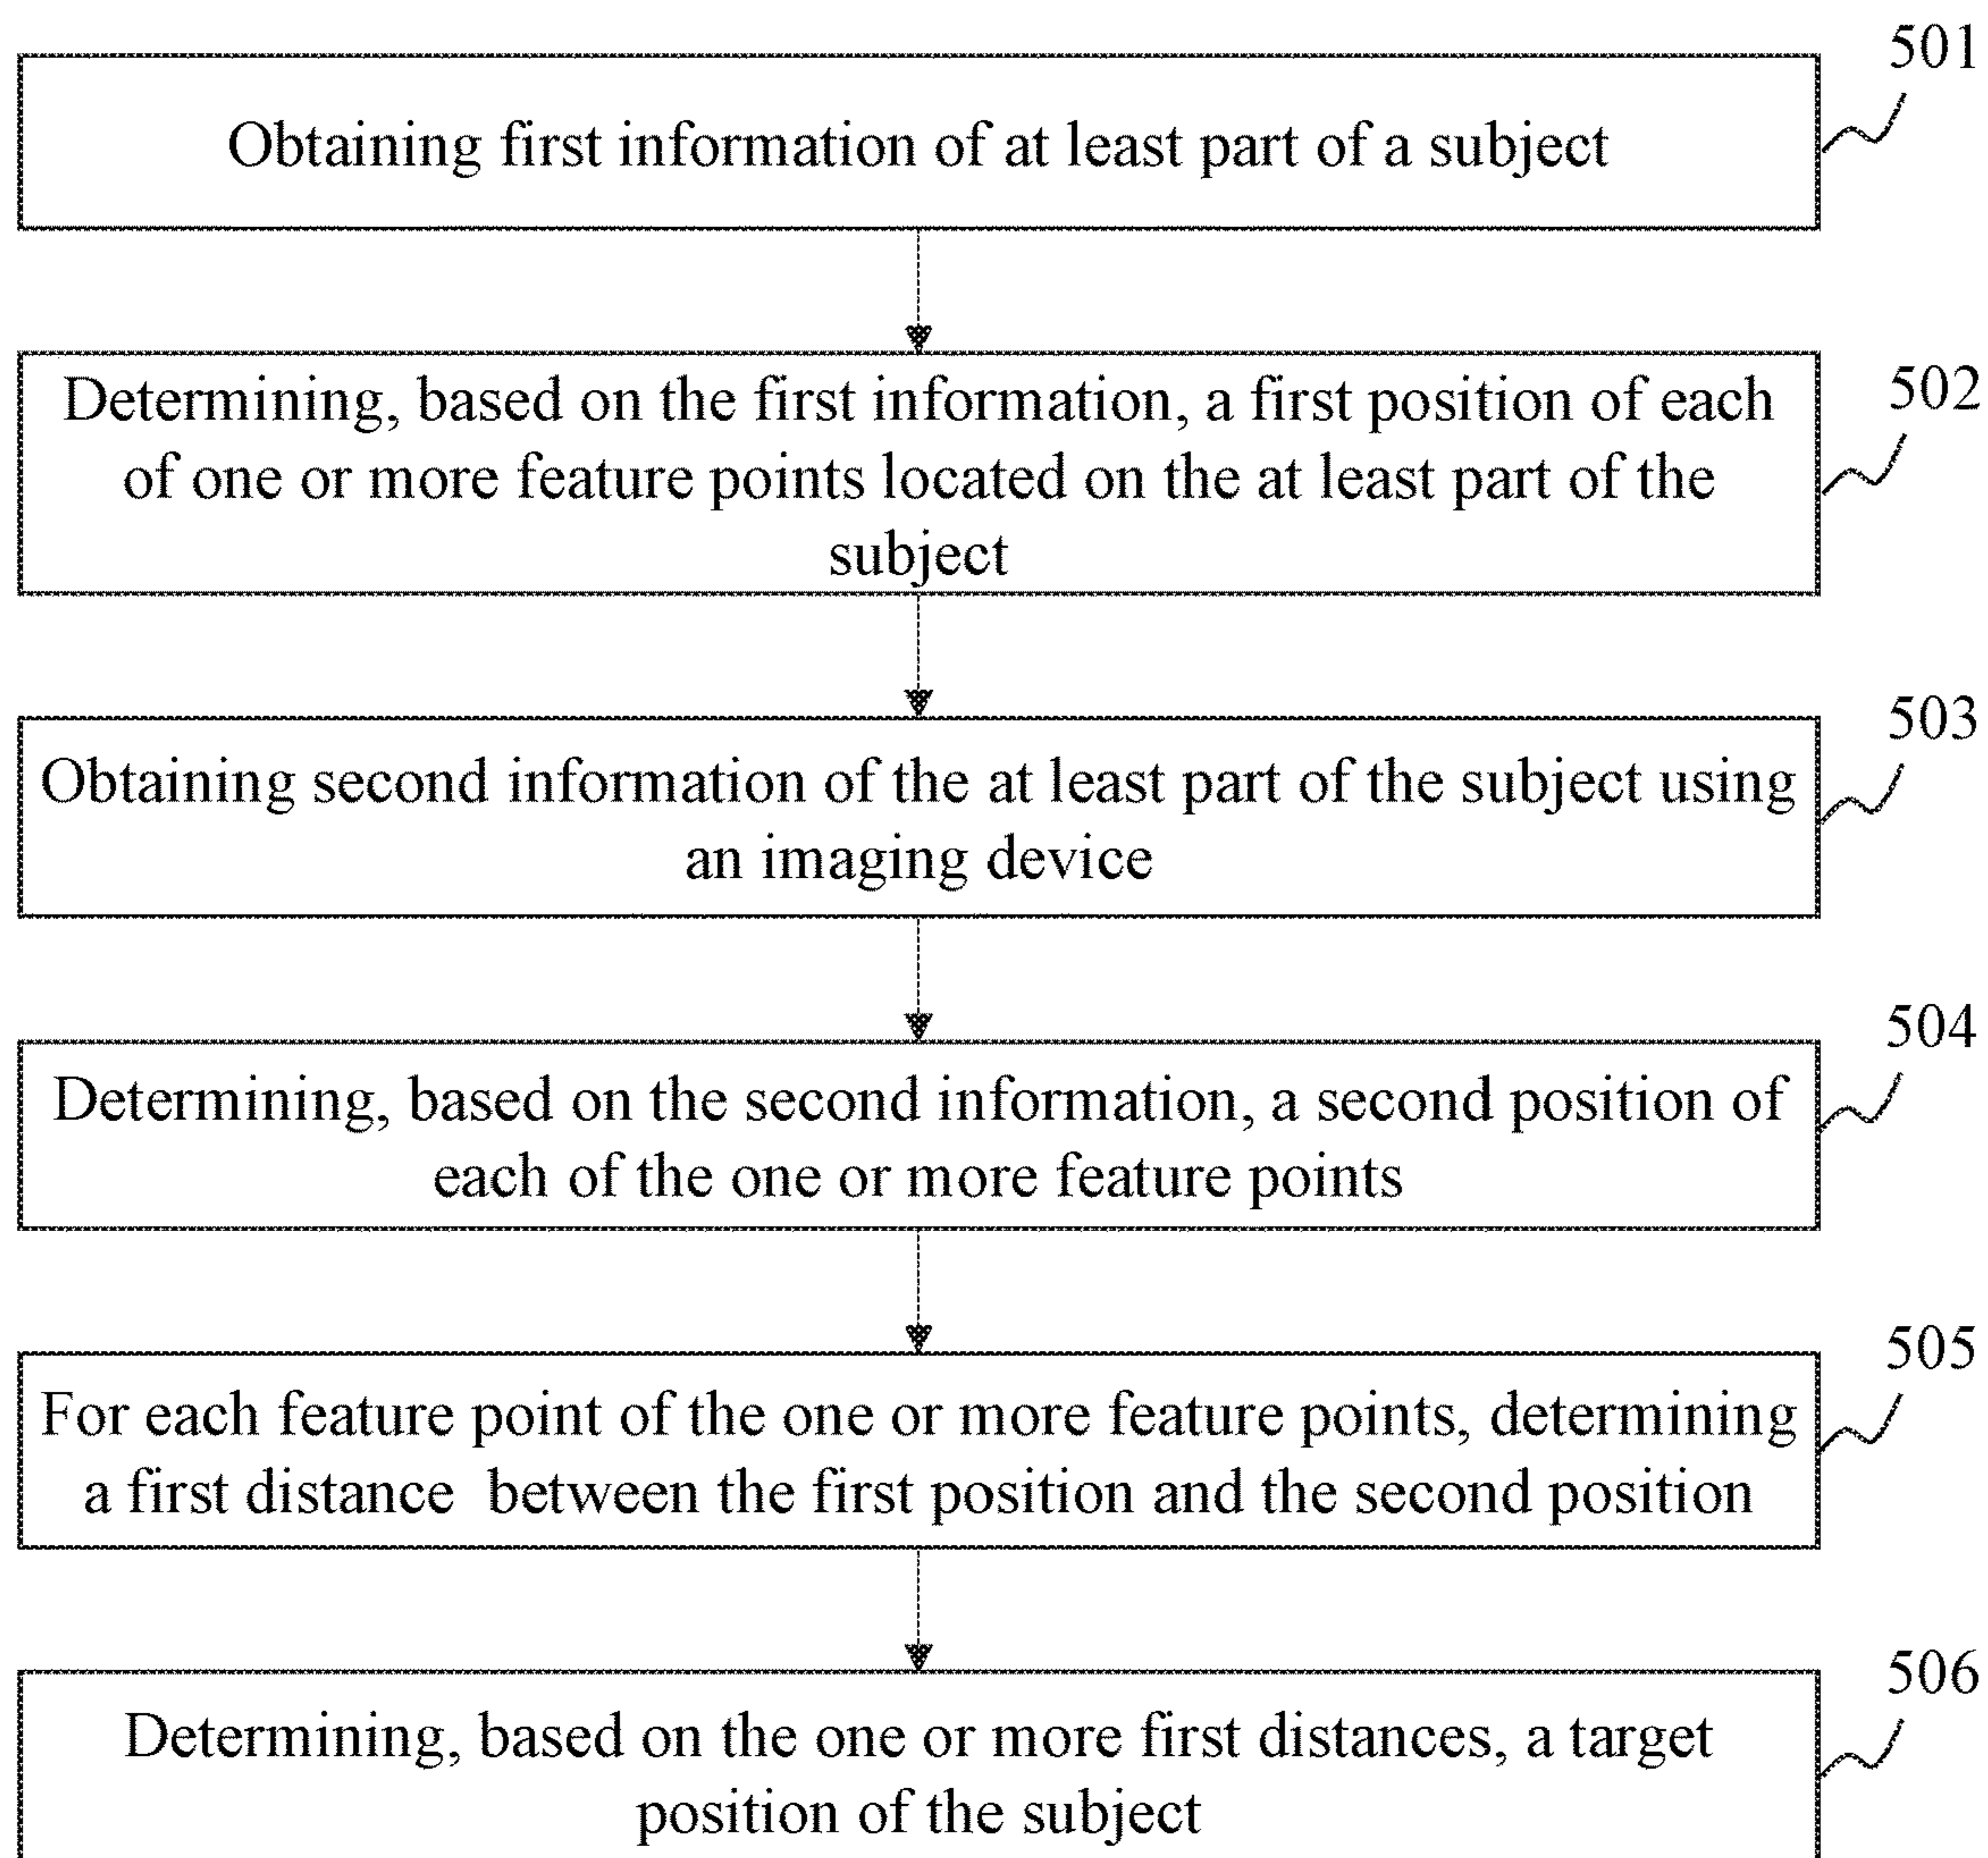 501
Obtaining first information of at least part of a subject
502
Determining, based on the first information, a first position of each
of one or more feature points located on the at least part of the
subject
503
Obtaining second information of the at least part of the subject using
an imaging device
504
Determining, based on the second information, a second position of
each of the one or more feature points
505
For each feature point of the one or more feature points, determining
a first distance between the first position and the second position
506
Determining, based on the one or more first distances, a target
position of the subject